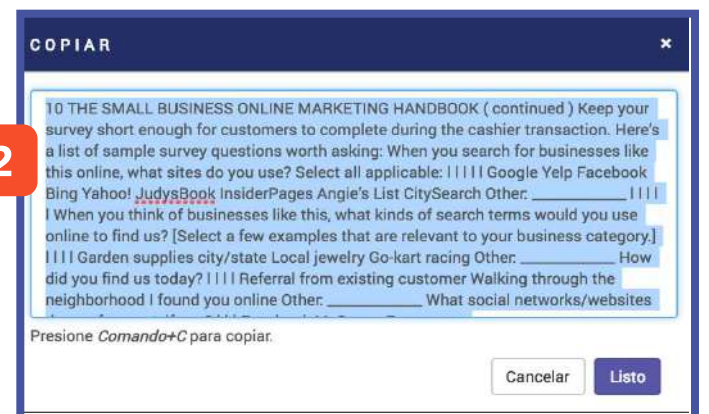 COPIAR ×
10 THE SMALL BUSINESS ONLINE MARKETING HANDBOOK ( continued ) Keep your
survey short enough for customers to complete during the cashier transaction. Here's
a list of sample survey questions worth asking: When you search for businesses like
2
this online, what sites do you use? Select all applicable: l l l l l Google Yelp Facebook
Bing Yahoo! JudysBook InsiderPages Angie's List CitySearch Other: ____________ l l l l
l When you think of businesses like this, what kinds of search terms would you use
online to find us? [Select a few examples that are relevant to your business category.]
l l l l Garden supplies city/state Local jewelry Go-kart racing Other: ____________ How
did you find us today? l l l l Referral from existing customer Walking through the
neighborhood I found you online Other: ____________ What social networks/websites
Presione Comando+C para copiar.
Cancelar Listo